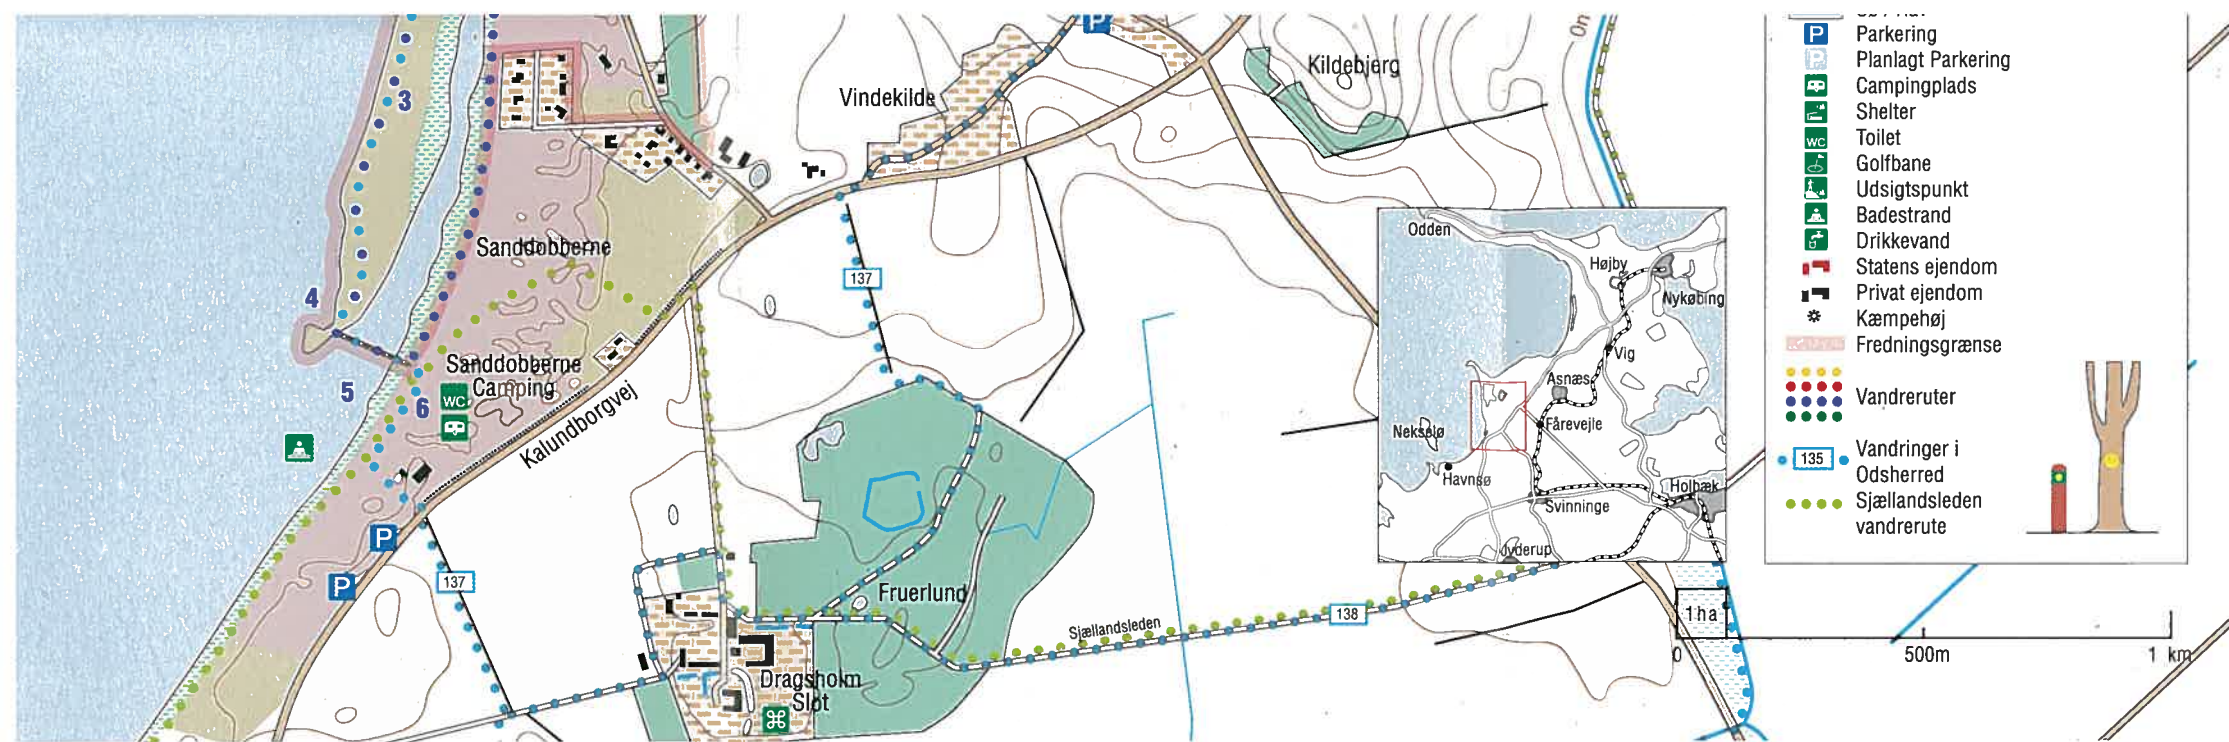 P
3
Vindekilde
Kildebjerg
Sanddobberne
137
4
Sanddobberne
Camping
5
6
WC
Kalundborgvej
P
P
137
Fruerlund
Sjællandsleden
138
Dragsholm
Slot
Odden
Højby
Nykøbing
Vig
Asnæs
Fårevejle
Nekselø
Havnsø
Svinninge
Holbæk
Jyderup
P Parkering
P Planlagt Parkering
Campingplads
Shelter
WC Toilet
Golfbane
Udsigtspunkt
Badestrand
Drikkevand
Statens ejendom
Privat ejendom
Kæmpehøj
Fredningsgrænse
Vandreruter
135 Vandringer i
Odsherred
Sjællandsleden
vandrerute
1 ha
0 500m 1 km